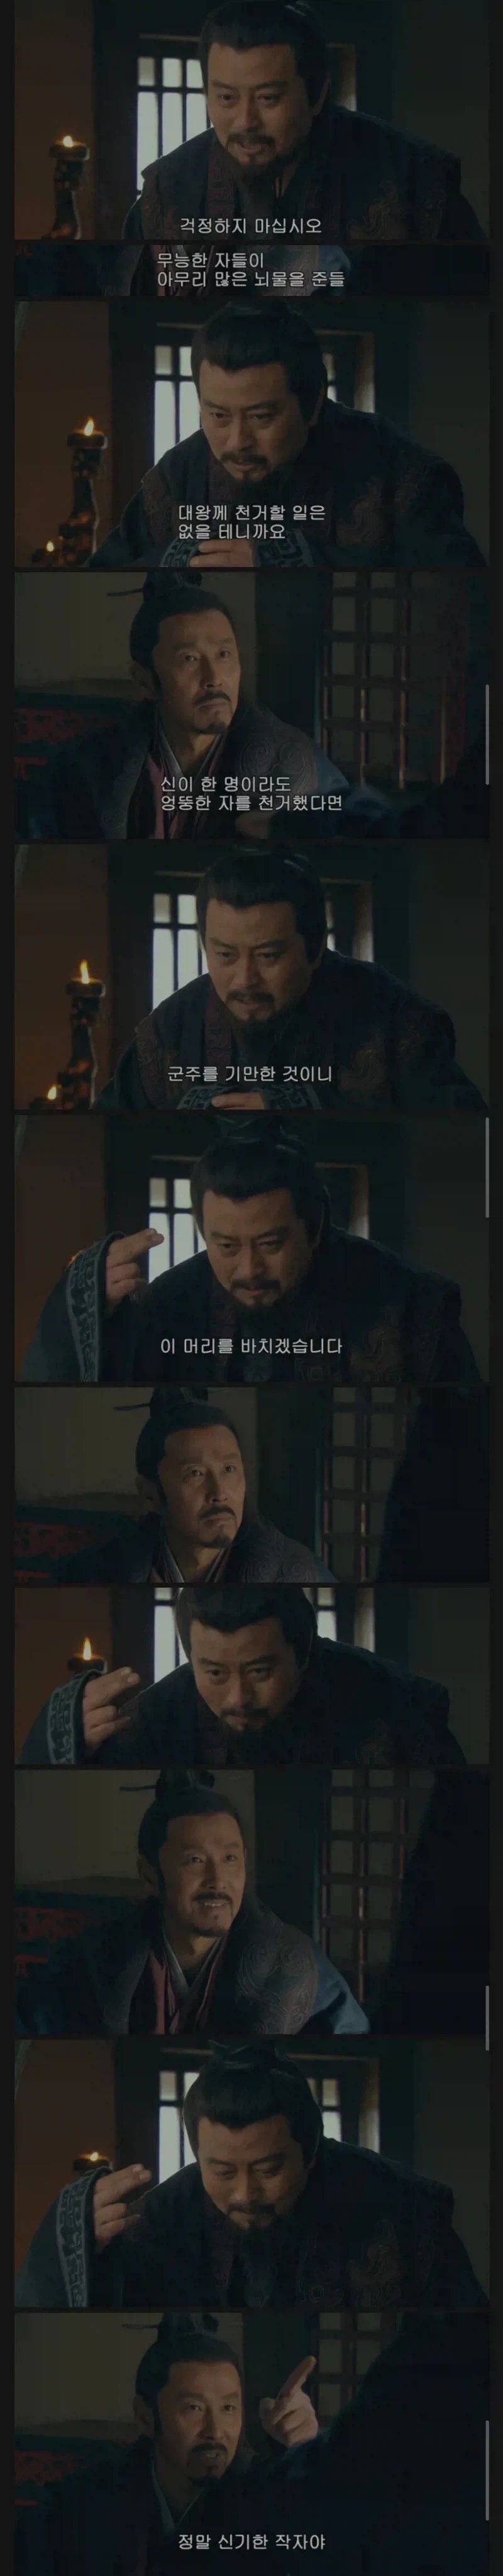 걱정하지 마십시오
무능한 자들이
아무리 많은 뇌물을 준들
대왕께 천거할 일은
없을 테니까요
신이 한 명이라도
엉뚱한 자를 천거했다면
군주를 기만한 것이니
이 머리를 바치겠습니다
정말 신기한 작자야